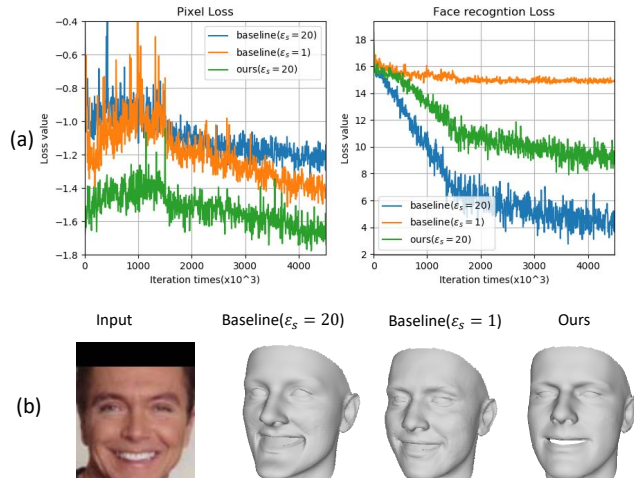 Pixel Loss
−0.4
−0.6
−0.8
−1.0
−1.2
−1.4
−1.6
−1.8
Loss value
baseline(εs = 20)
baseline(εs = 1)
ours(εs = 20)
0 1000 2000 3000 4000
Iteration times(x10^3)
Face recogntion Loss
18
16
14
12
10
8
6
4
2
Loss value
baseline(εs = 20)
baseline(εs = 1)
ours(εs = 20)
0 1000 2000 3000 4000
Iteration times(x10^3)
(a)
Input Baseline(εs = 20) Baseline(εs = 1) Ours
(b)